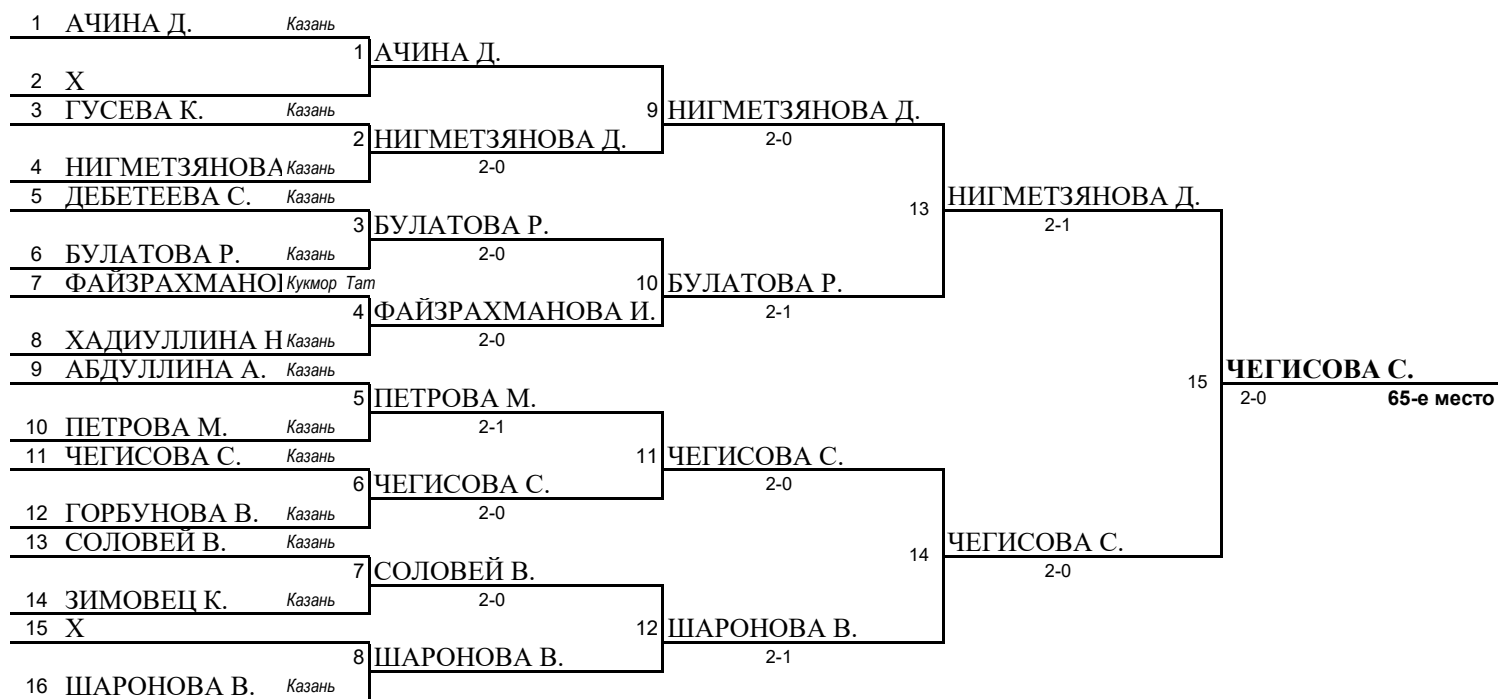 1 АЧИНА Д. Казань
1 АЧИНА Д.
2 Х
3 ГУСЕВА К. Казань
9 НИГМЕТЗЯНОВА Д.
2 НИГМЕТЗЯНОВА Д.
2-0
4 НИГМЕТЗЯНОВА Казань
2-0
5 ДЕБЕТЕЕВА С. Казань
13 НИГМЕТЗЯНОВА Д.
3 БУЛАТОВА Р.
2-1
6 БУЛАТОВА Р. Казань
2-0
7 ФАЙЗРАХМАНО Кукмор Тат
10 БУЛАТОВА Р.
4 ФАЙЗРАХМАНОВА И.
2-1
8 ХАДИУЛЛИНА Н Казань
2-0
9 АБДУЛЛИНА А. Казань
15 ЧЕГИСОВА С.
5 ПЕТРОВА М.
2-0 65-е место
10 ПЕТРОВА М. Казань
2-1
11 ЧЕГИСОВА С. Казань
11 ЧЕГИСОВА С.
6 ЧЕГИСОВА С.
2-0
12 ГОРБУНОВА В. Казань
2-0
13 СОЛОВЕЙ В. Казань
14 ЧЕГИСОВА С.
7 СОЛОВЕЙ В.
2-0
14 ЗИМОВЕЦ К. Казань
2-0
15 Х
12 ШАРОНОВА В.
8 ШАРОНОВА В.
2-1
16 ШАРОНОВА В. Казань